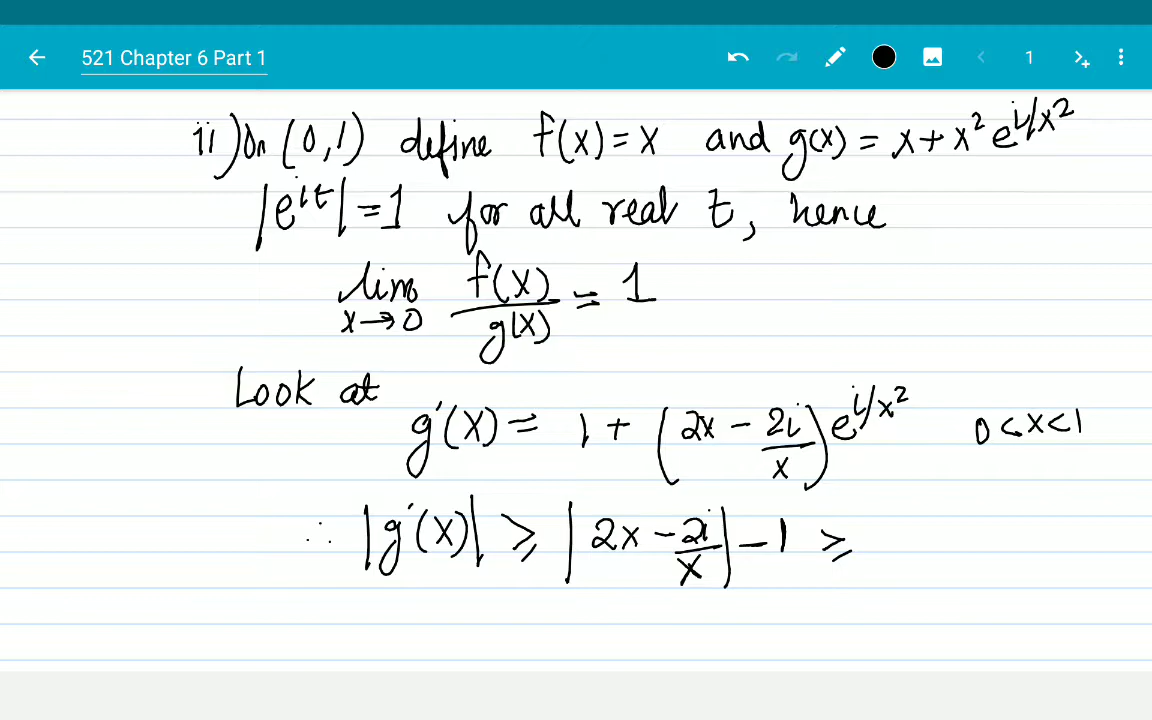 521 Chapter 6 Part 1
1
ii) On (0,1) define f(x) = x and g(x) = x + x² e^{i/x²}
|e^{it}| = 1 for all real t, hence
lim_{x→0} f(x)/g(x) = 1
Look at
g'(x) = 1 + (2x - 2i/x) e^{i/x²} 0<x<1
∴ |g'(x)| ≥ |2x - 2i/x| - 1 ≥